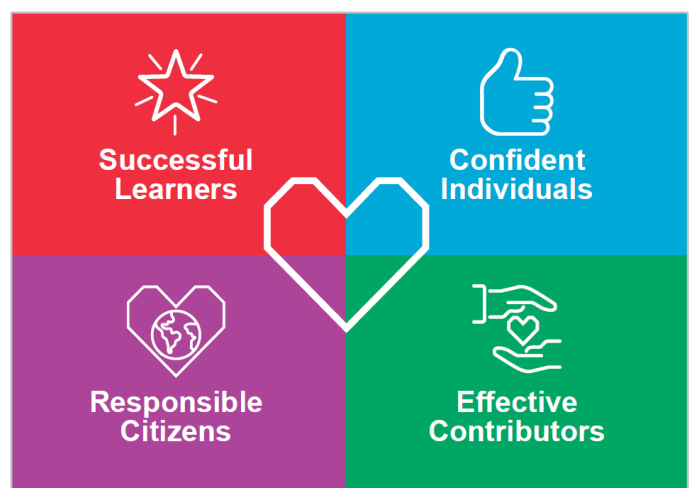 Successful
Learners
Confident
Individuals
Responsible
Citizens
Effective
Contributors